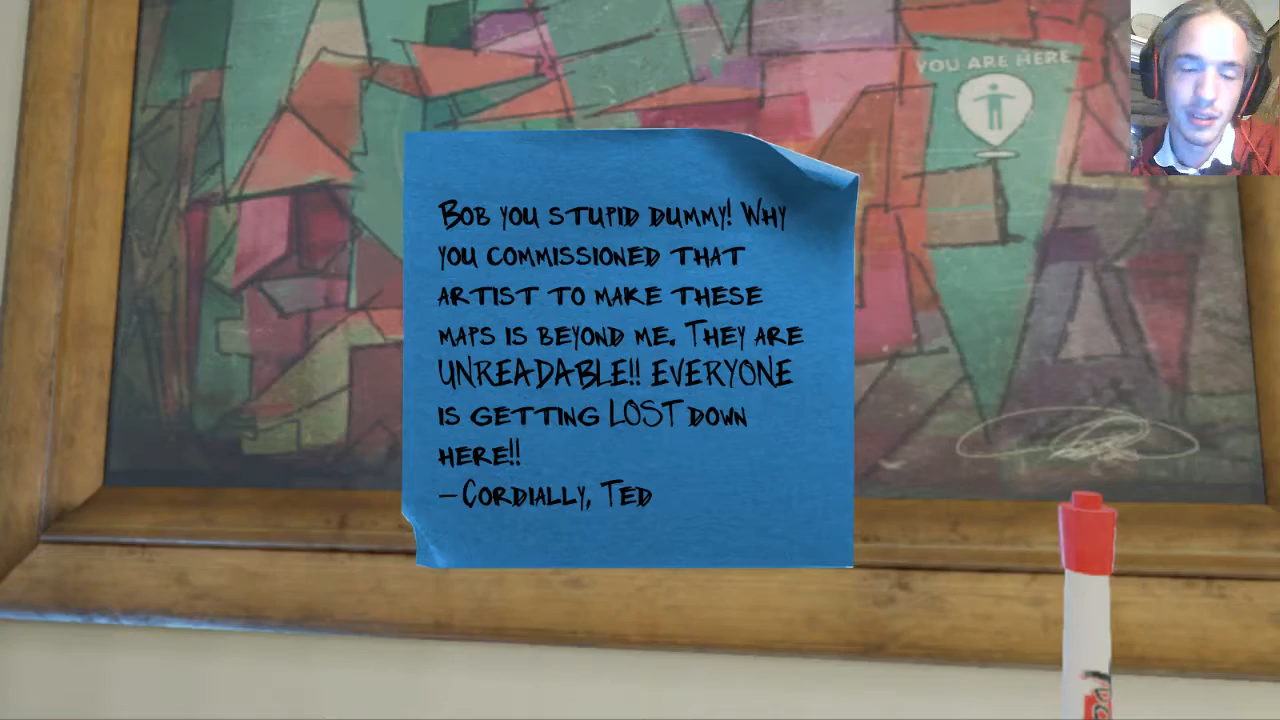 YOU ARE HERE
BOB YOU STUPID DUMMY! WHY
YOU COMMISSIONED THAT
ARTIST TO MAKE THESE
MAPS IS BEYOND ME. THEY ARE
UNREADABLE!! EVERYONE
IS GETTING LOST DOWN
HERE!!
– CORDIALLY, TED